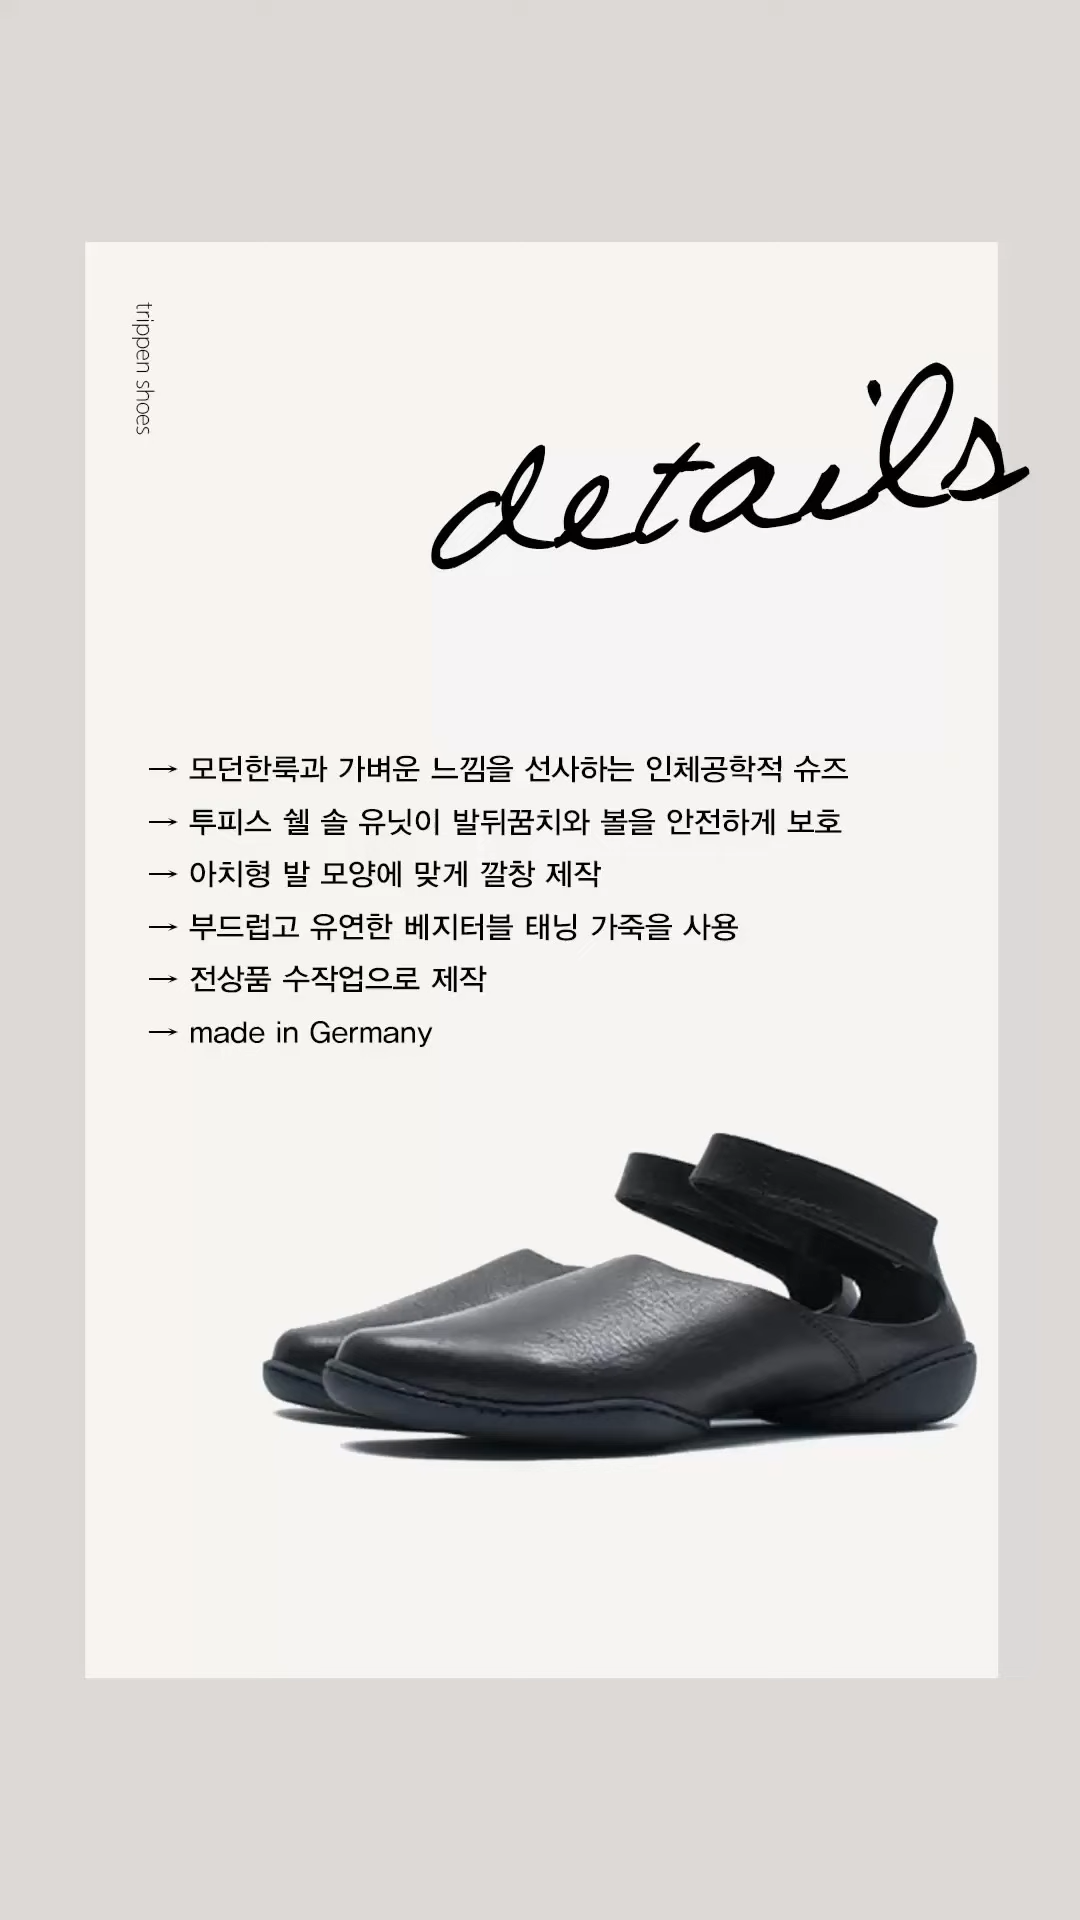 trippen shoes
details
→ 모던한룩과 가벼운 느낌을 선사하는 인체공학적 슈즈
→ 투피스 쉘 솔 유닛이 발뒤꿈치와 볼을 안전하게 보호
→ 아치형 발 모양에 맞게 깔창 제작
→ 부드럽고 유연한 베지터블 태닝 가죽을 사용
→ 전상품 수작업으로 제작
→ made in Germany